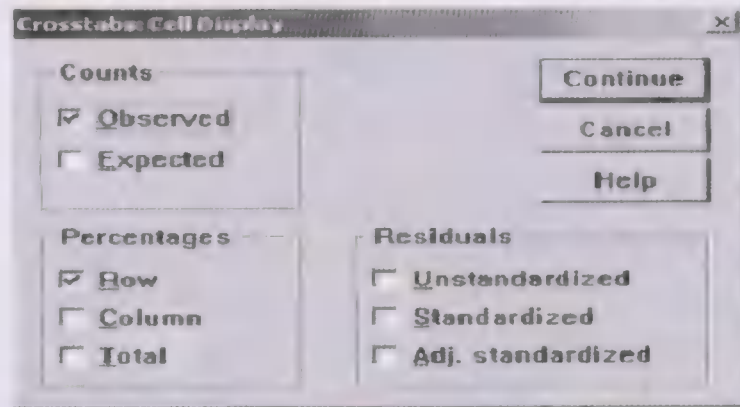 Crosstabs: Cell Display
Counts
Observed
Expected
Continue
Cancel
Help
Percentages
Row
Column
Total
Residuals
Unstandardized
Standardized
Adj. standardized